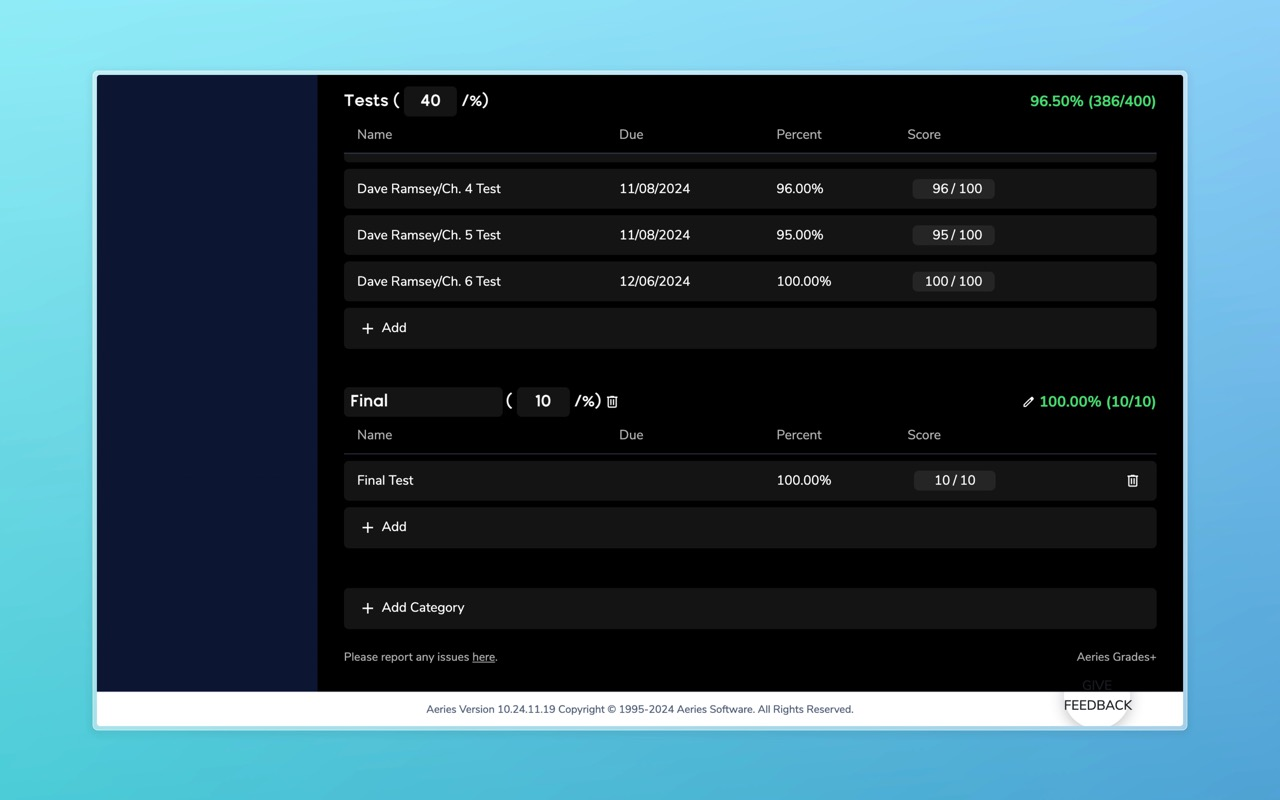 Tests ( 40 /%) 96.50% (386/400)
Name Due Percent Score
Dave Ramsey/Ch. 4 Test 11/08/2024 96.00% 96 / 100
Dave Ramsey/Ch. 5 Test 11/08/2024 95.00% 95 / 100
Dave Ramsey/Ch. 6 Test 12/06/2024 100.00% 100 / 100
+ Add
Final ( 10 /%) 100.00% (10/10)
Name Due Percent Score
Final Test 100.00% 10 / 10
+ Add
+ Add Category
Please report any issues here. Aeries Grades+
GIVE
FEEDBACK
Aeries Version 10.24.11.19 Copyright © 1995-2024 Aeries Software. All Rights Reserved.